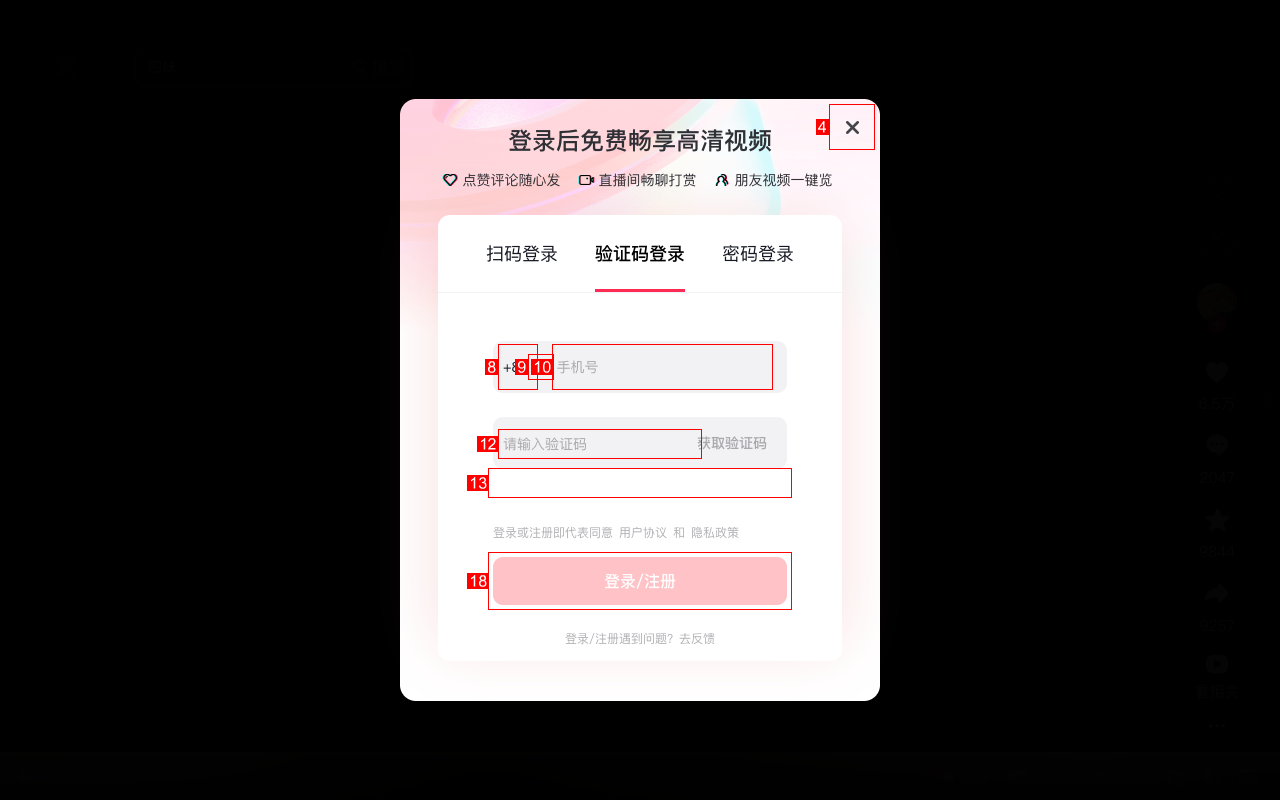 登录后免费畅享高清视频
点赞评论随心发 直播间畅聊打赏 朋友视频一键览
4
扫码登录 验证码登录 密码登录
8 9 10 手机号
12 请输入验证码 获取验证码
13
登录或注册即代表同意 用户协议 和 隐私政策
18 登录/注册
登录/注册遇到问题? 去反馈